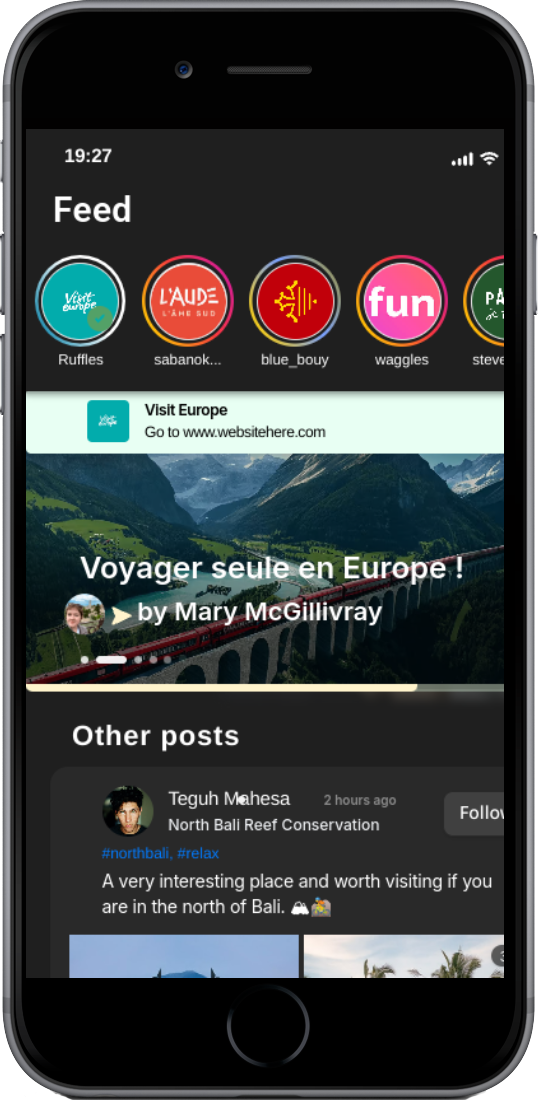 19:27
Feed
Visit
europe
L'AUDE
L'ÂME SUD
fun
PÂ
Ruffles
sabanok...
blue_bouy
waggles
steve
Visit Europe
Go to www.websitehere.com
Voyager seule en Europe !
by Mary McGillivray
Other posts
Teguh Mahesa
2 hours ago
North Bali Reef Conservation
Follow
#northbali, #relax
A very interesting place and worth visiting if you
are in the north of Bali. 🏔🚵
3